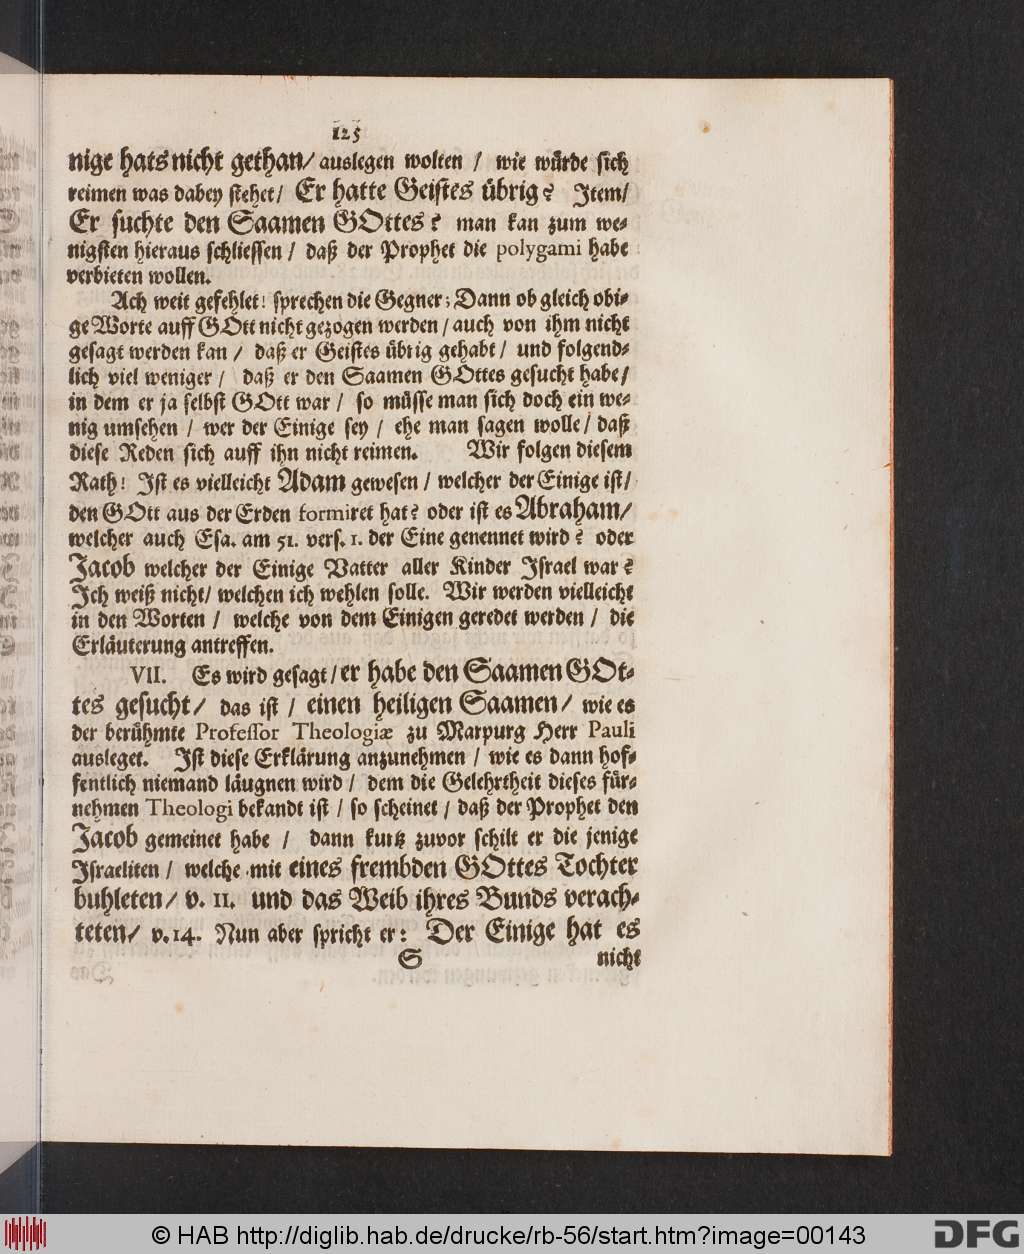 125
nige hats nicht gethan/ auslegen wolten / wie würde sich
reimen was dabey stehet/ Er hatte Geistes übrig? Item/
Er suchte den Saamen GOttes? man kan zum we-
nigsten hieraus schliessen / daß der Prophet die polygami habe
verbieten wollen.
Ach weit gefehlet! sprechen die Gegner; Dann ob gleich obi-
ge Worte auff GOtt nicht gezogen werden / auch von ihm nicht
gesagt werden kan / daß er Geistes übrig gehabt / und folgend-
lich viel weniger / daß er den Saamen GOttes gesucht habe/
in dem er ja selbst GOtt war / so müsse man sich doch ein we-
nig umsehen / wer der Einige sey / ehe man sagen wolle / daß
diese Reden sich auff ihn nicht reimen. Wir folgen diesem
Rath! Ist es vielleicht Adam gewesen / welcher der Einige ist/
den GOtt aus der Erden formiret hat? oder ist es Abraham/
welcher auch Esa. am 51. vers. 1. der Eine genennet wird? oder
Jacob welcher der Einige Vatter aller Kinder Israel war?
Ich weiß nicht/ welchen ich wehlen solle. Wir werden vielleicht
in den Worten / welche von dem Einigen geredet werden / die
Erläuterung antreffen.
VII. Es wird gesagt / er habe den Saamen GOt-
tes gesucht/ das ist / einen heiligen Saamen/ wie es
der berühmte Professor Theologiæ zu Marpurg Herr Pauli
ausleget. Ist diese Erklärung anzunehmen / wie es dann hof-
fentlich niemand läugnen wird / dem die Gelehrtheit dieses für-
nehmen Theologi bekandt ist / so scheinet / daß der Prophet den
Jacob gemeinet habe / dann kurtz zuvor schilt er die jenige
Israeliten / welche mit eines frembden GOttes Tochter
buhleten/ v. 11. und das Weib ihres Bunds verach-
teten/ v. 14. Nun aber spricht er: Der Einige hat es
S nicht
© HAB http://diglib.hab.de/drucke/rb-56/start.htm?image=00143
DFG